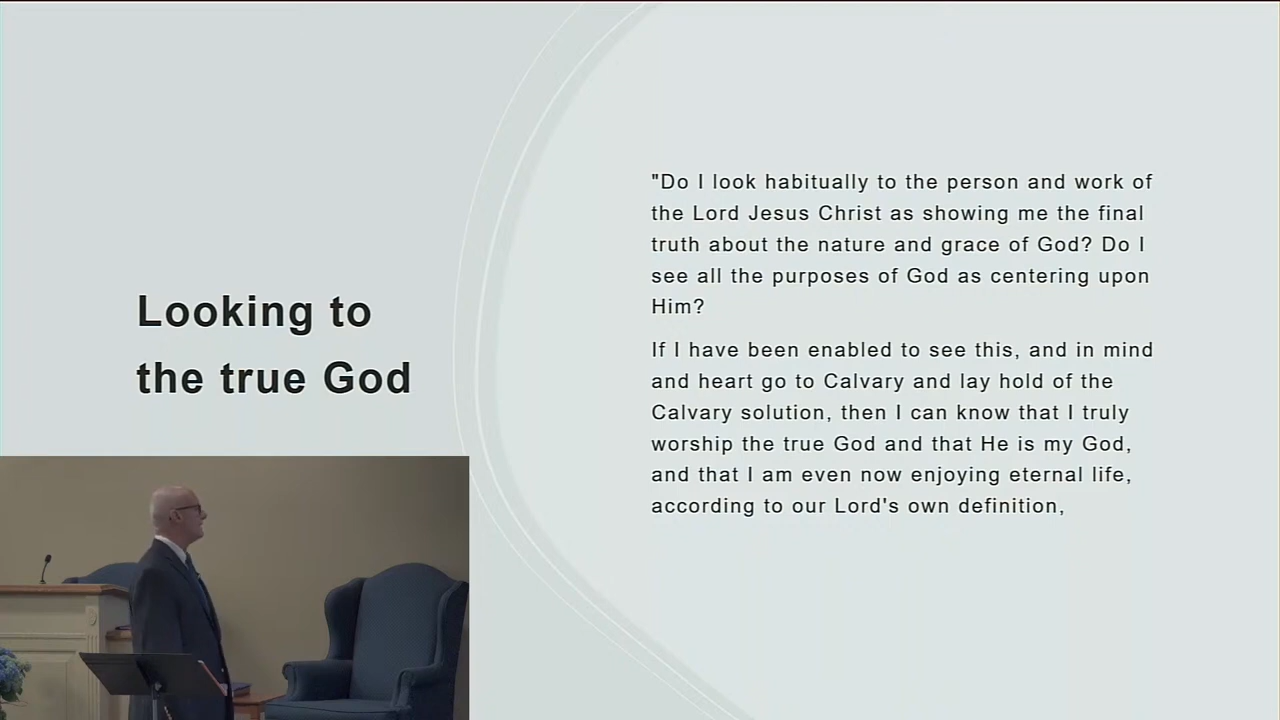 Looking to
the true God
"Do I look habitually to the person and work of
the Lord Jesus Christ as showing me the final
truth about the nature and grace of God? Do I
see all the purposes of God as centering upon
Him?
If I have been enabled to see this, and in mind
and heart go to Calvary and lay hold of the
Calvary solution, then I can know that I truly
worship the true God and that He is my God,
and that I am even now enjoying eternal life,
according to our Lord's own definition,